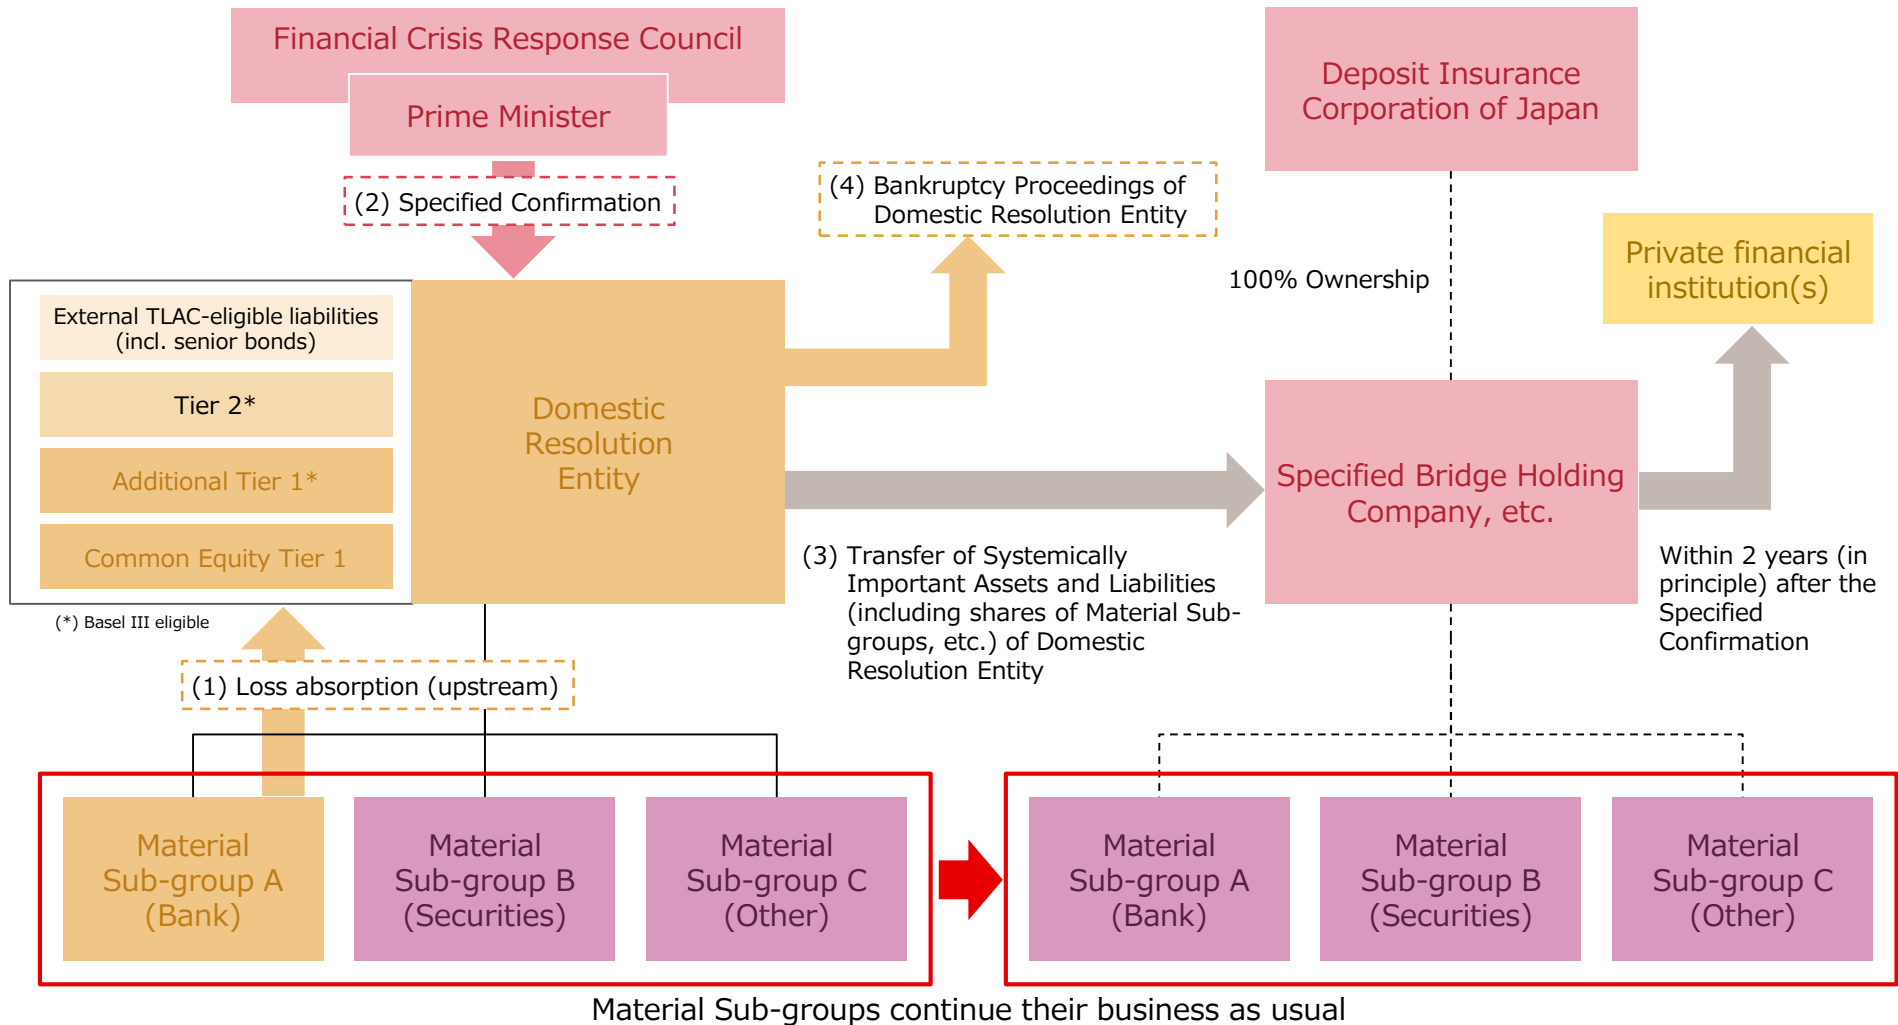 Financial Crisis Response Council
Prime Minister
(2) Specified Confirmation
(4) Bankruptcy Proceedings of
Domestic Resolution Entity
Deposit Insurance
Corporation of Japan
100% Ownership
Private financial
institution(s)
External TLAC-eligible liabilities
(incl. senior bonds)
Tier 2*
Additional Tier 1*
Common Equity Tier 1
(*) Basel III eligible
Domestic
Resolution
Entity
(3) Transfer of Systemically
Important Assets and Liabilities
(including shares of Material Sub-
groups, etc.) of Domestic
Resolution Entity
Specified Bridge Holding
Company, etc.
Within 2 years (in
principle) after the
Specified
Confirmation
(1) Loss absorption (upstream)
Material
Sub-group A
(Bank)
Material
Sub-group B
(Securities)
Material
Sub-group C
(Other)
Material
Sub-group A
(Bank)
Material
Sub-group B
(Securities)
Material
Sub-group C
(Other)
Material Sub-groups continue their business as usual